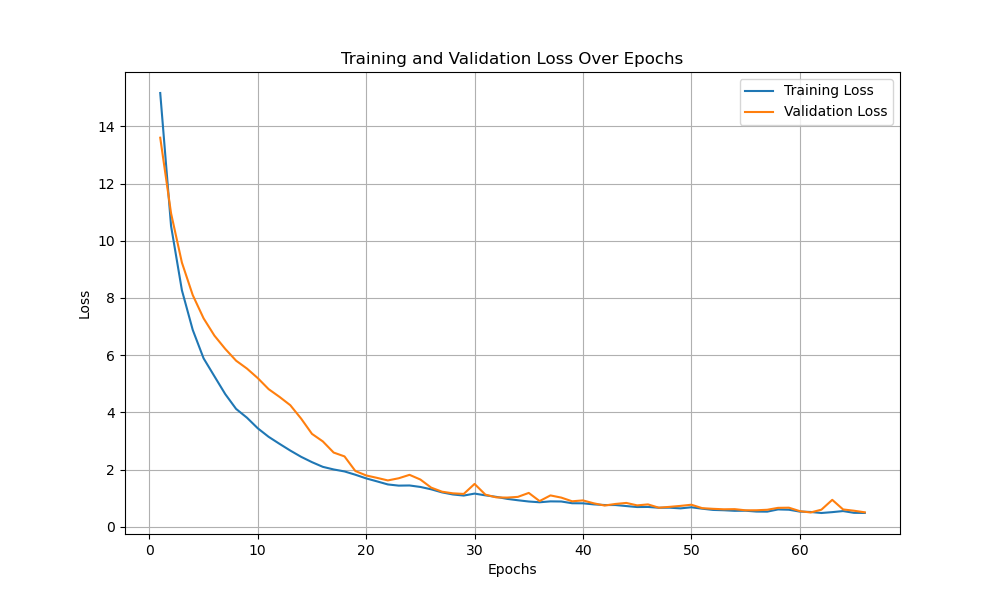 Training and Validation Loss Over Epochs
Training Loss
Validation Loss
Loss
14
12
10
8
6
4
2
0
0 10 20 30 40 50 60
Epochs